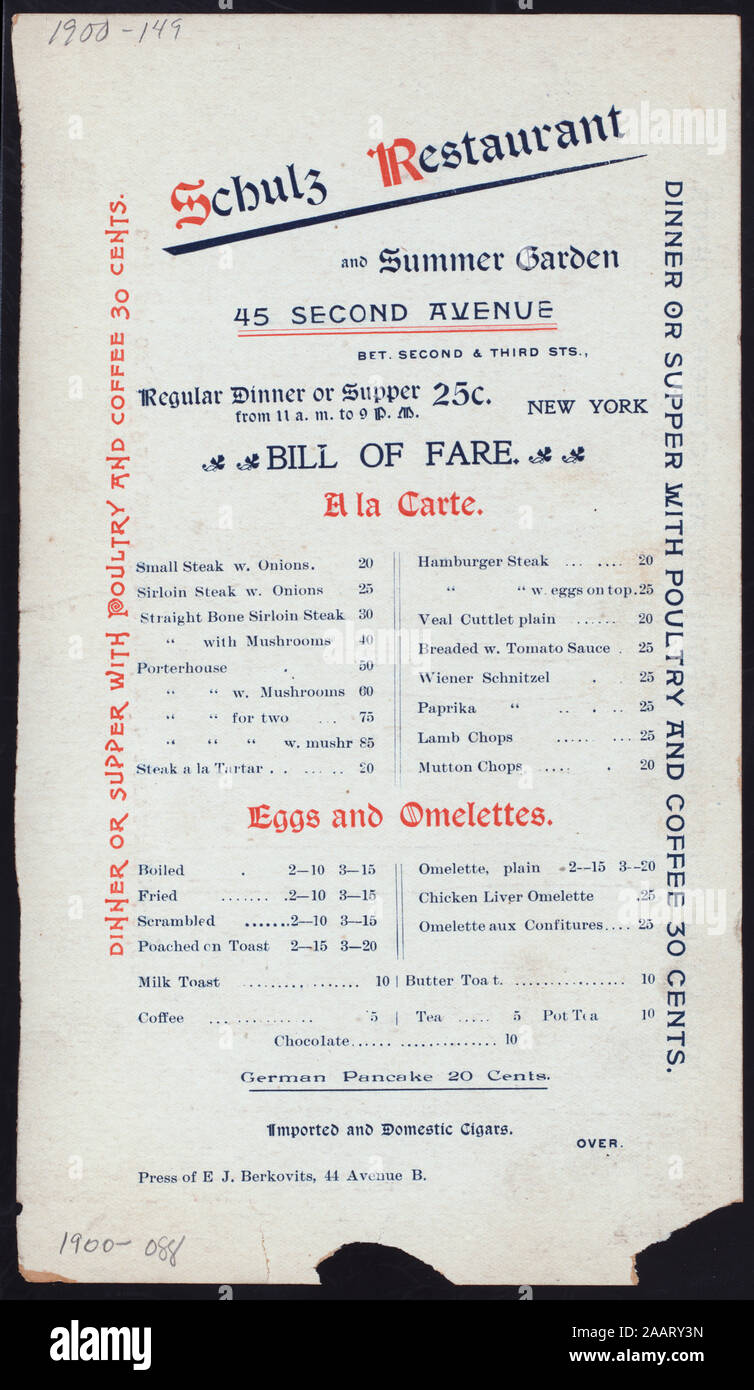 1900-149
Schulz Restaurant
and Summer Garden
45 SECOND AVENUE
BET. SECOND & THIRD STS.,
Regular Dinner or Supper 25c.
from 11 a. m. to 9 P. M.
NEW YORK
BILL OF FARE.
A la Carte.
DINNER OR SUPPER WITH POULTRY AND COFFEE 30 CENTS.
DINNER OR SUPPER WITH POULTRY AND COFFEE 30 CENTS.
Small Steak w. Onions. 20
Sirloin Steak w. Onions 25
Straight Bone Sirloin Steak 30
“ with Mushrooms 40
Porterhouse . 50
“ “ w. Mushrooms 60
“ “ for two ... 75
“ “ “ w. mushr 85
Steak a la Tartar . . ... .. 20
Hamburger Steak ... .... 20
“ “ w. eggs on top. 25
Veal Cuttlet plain ...... 20
Breaded w. Tomato Sauce . 25
Wiener Schnitzel . .. 25
Paprika “ .. . .. 25
Lamb Chops ..... ... 25
Mutton Chops ..... . 20
Eggs and Omelettes.
Boiled . 2—10 3—15
Fried ....... .2—10 3—15
Scrambled .......2—10 3—15
Poached on Toast 2—15 3—20
Omelette, plain .2--15 3--20
Chicken Liver Omelette .25
Omelette aux Confitures.... 25
Milk Toast .......... ....... 10 | Butter Toa t. ................ 10
Coffee ... .......... 5 | Tea ..... 5 Pot Tea 10
Chocolate...... ............... 10
German Pancake 20 Cents.
Imported and Domestic Cigars.
OVER.
Press of E J. Berkovits, 44 Avenue B.
1900-088
alamy
Image ID: 2AARY3N
www.alamy.com